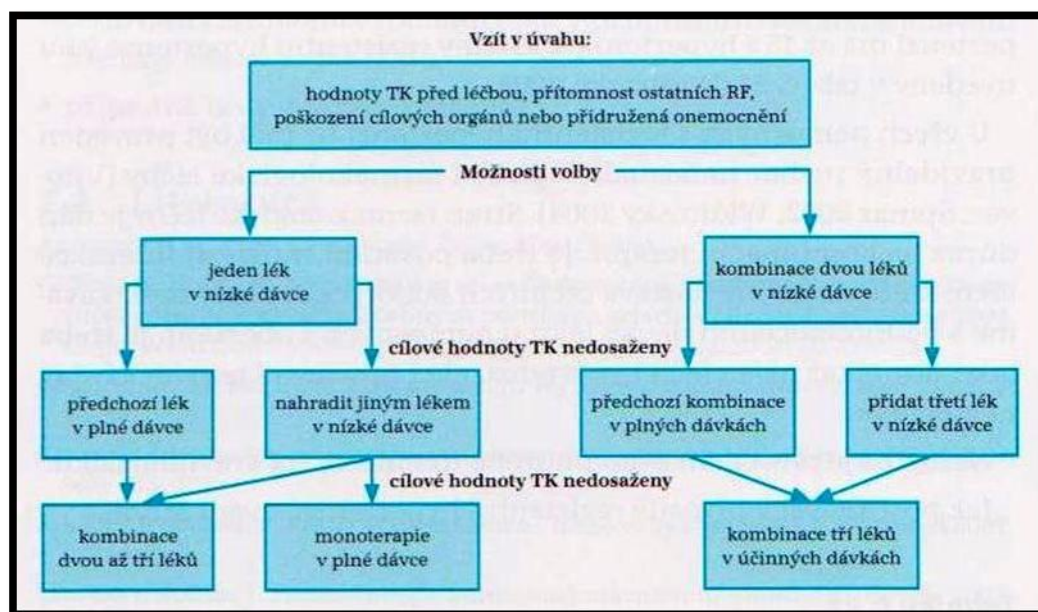 Vzít v úvahu:
hodnoty TK před léčbou, přítomnost ostatních RF,
poškození cílových orgánů nebo přidružená onemocnění
Možnosti volby
jeden lék
v nízké dávce
kombinace dvou léků
v nízké dávce
cílové hodnoty TK nedosaženy
předchozí lék
v plné dávce
nahradit jiným lékem
v nízké dávce
předchozí kombinace
v plných dávkách
přidat třetí lék
v nízké dávce
cílové hodnoty TK nedosaženy
kombinace
dvou až tří léků
monoterapie
v plné dávce
kombinace tří léků
v účinných dávkách